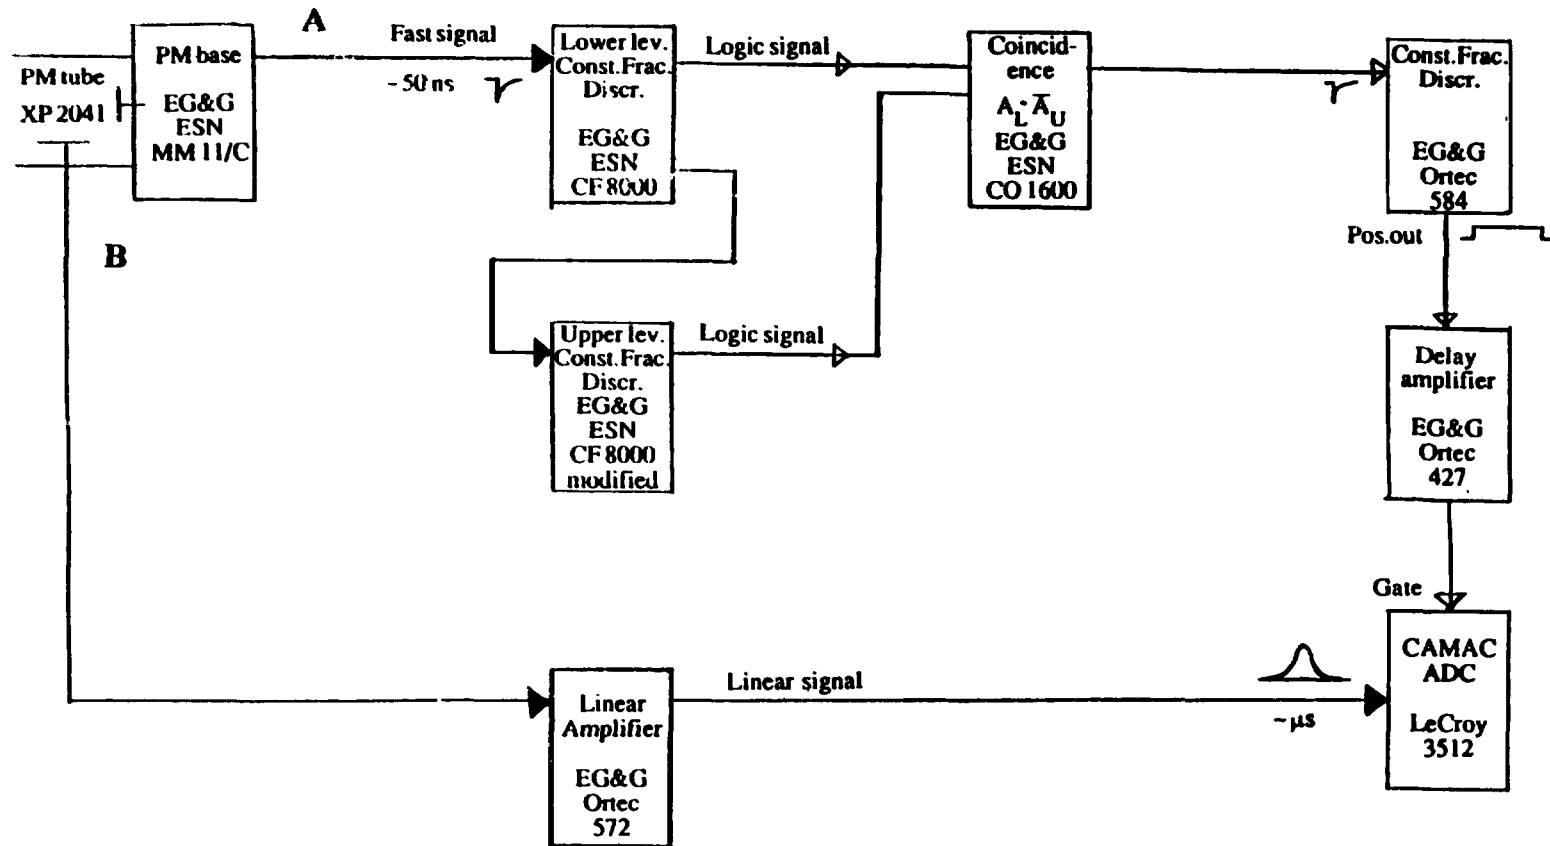 A
PM tube
XP 2041
PM base
EG&G
ESN
MM 11/C
Fast signal
~50 ns
Lower lev.
Const.Frac.
Discr.
EG&G
ESN
CF 8000
Logic signal
Coincid-
ence
A_L · A̅_U
EG&G
ESN
CO 1600
Const.Frac.
Discr.
EG&G
Ortec
584
Pos.out
B
Upper lev.
Const.Frac.
Discr.
EG&G
ESN
CF 8000
modified
Logic signal
Delay
amplifier
EG&G
Ortec
427
Gate
Linear
Amplifier
EG&G
Ortec
572
Linear signal
~μs
CAMAC
ADC
LeCroy
3512